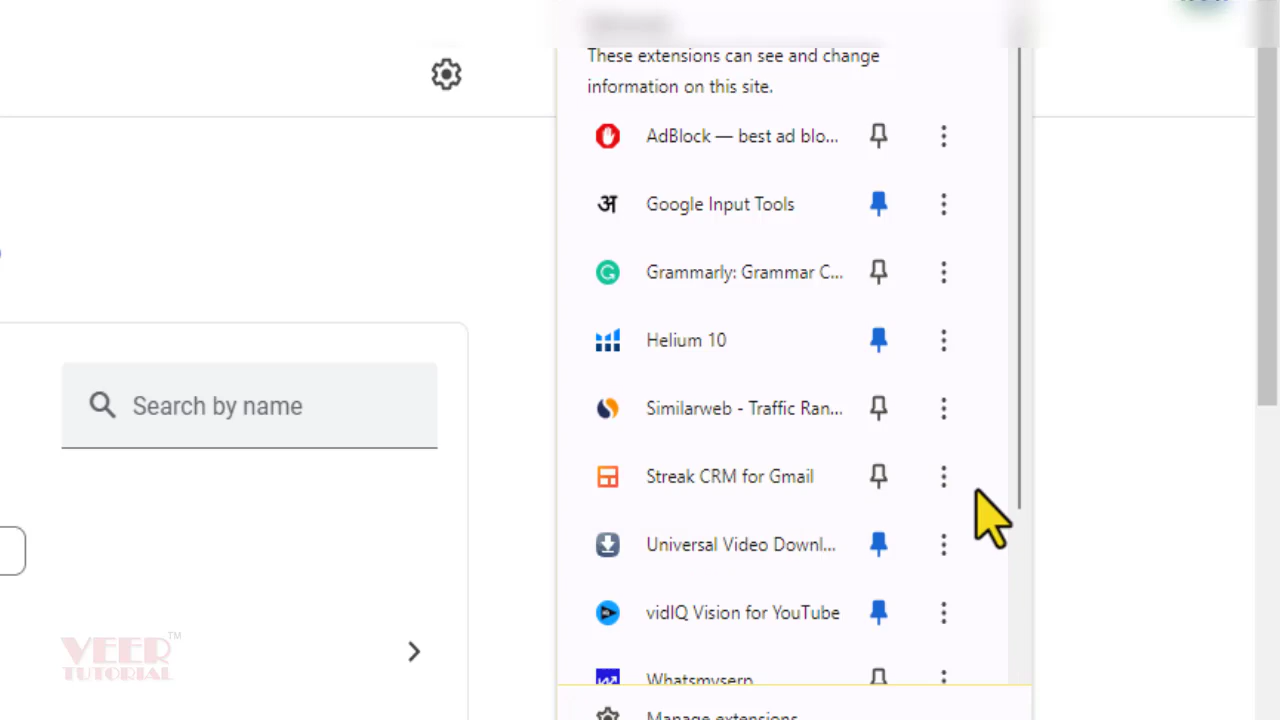 These extensions can see and change
information on this site.
AdBlock — best ad blo...
अ Google Input Tools
Grammarly: Grammar C...
Helium 10
Similarweb - Traffic Ran...
Streak CRM for Gmail
Universal Video Downl...
vidIQ Vision for YouTube
Whatsmyserp
Manage extensions
Search by name
VEER™
TUTORIAL